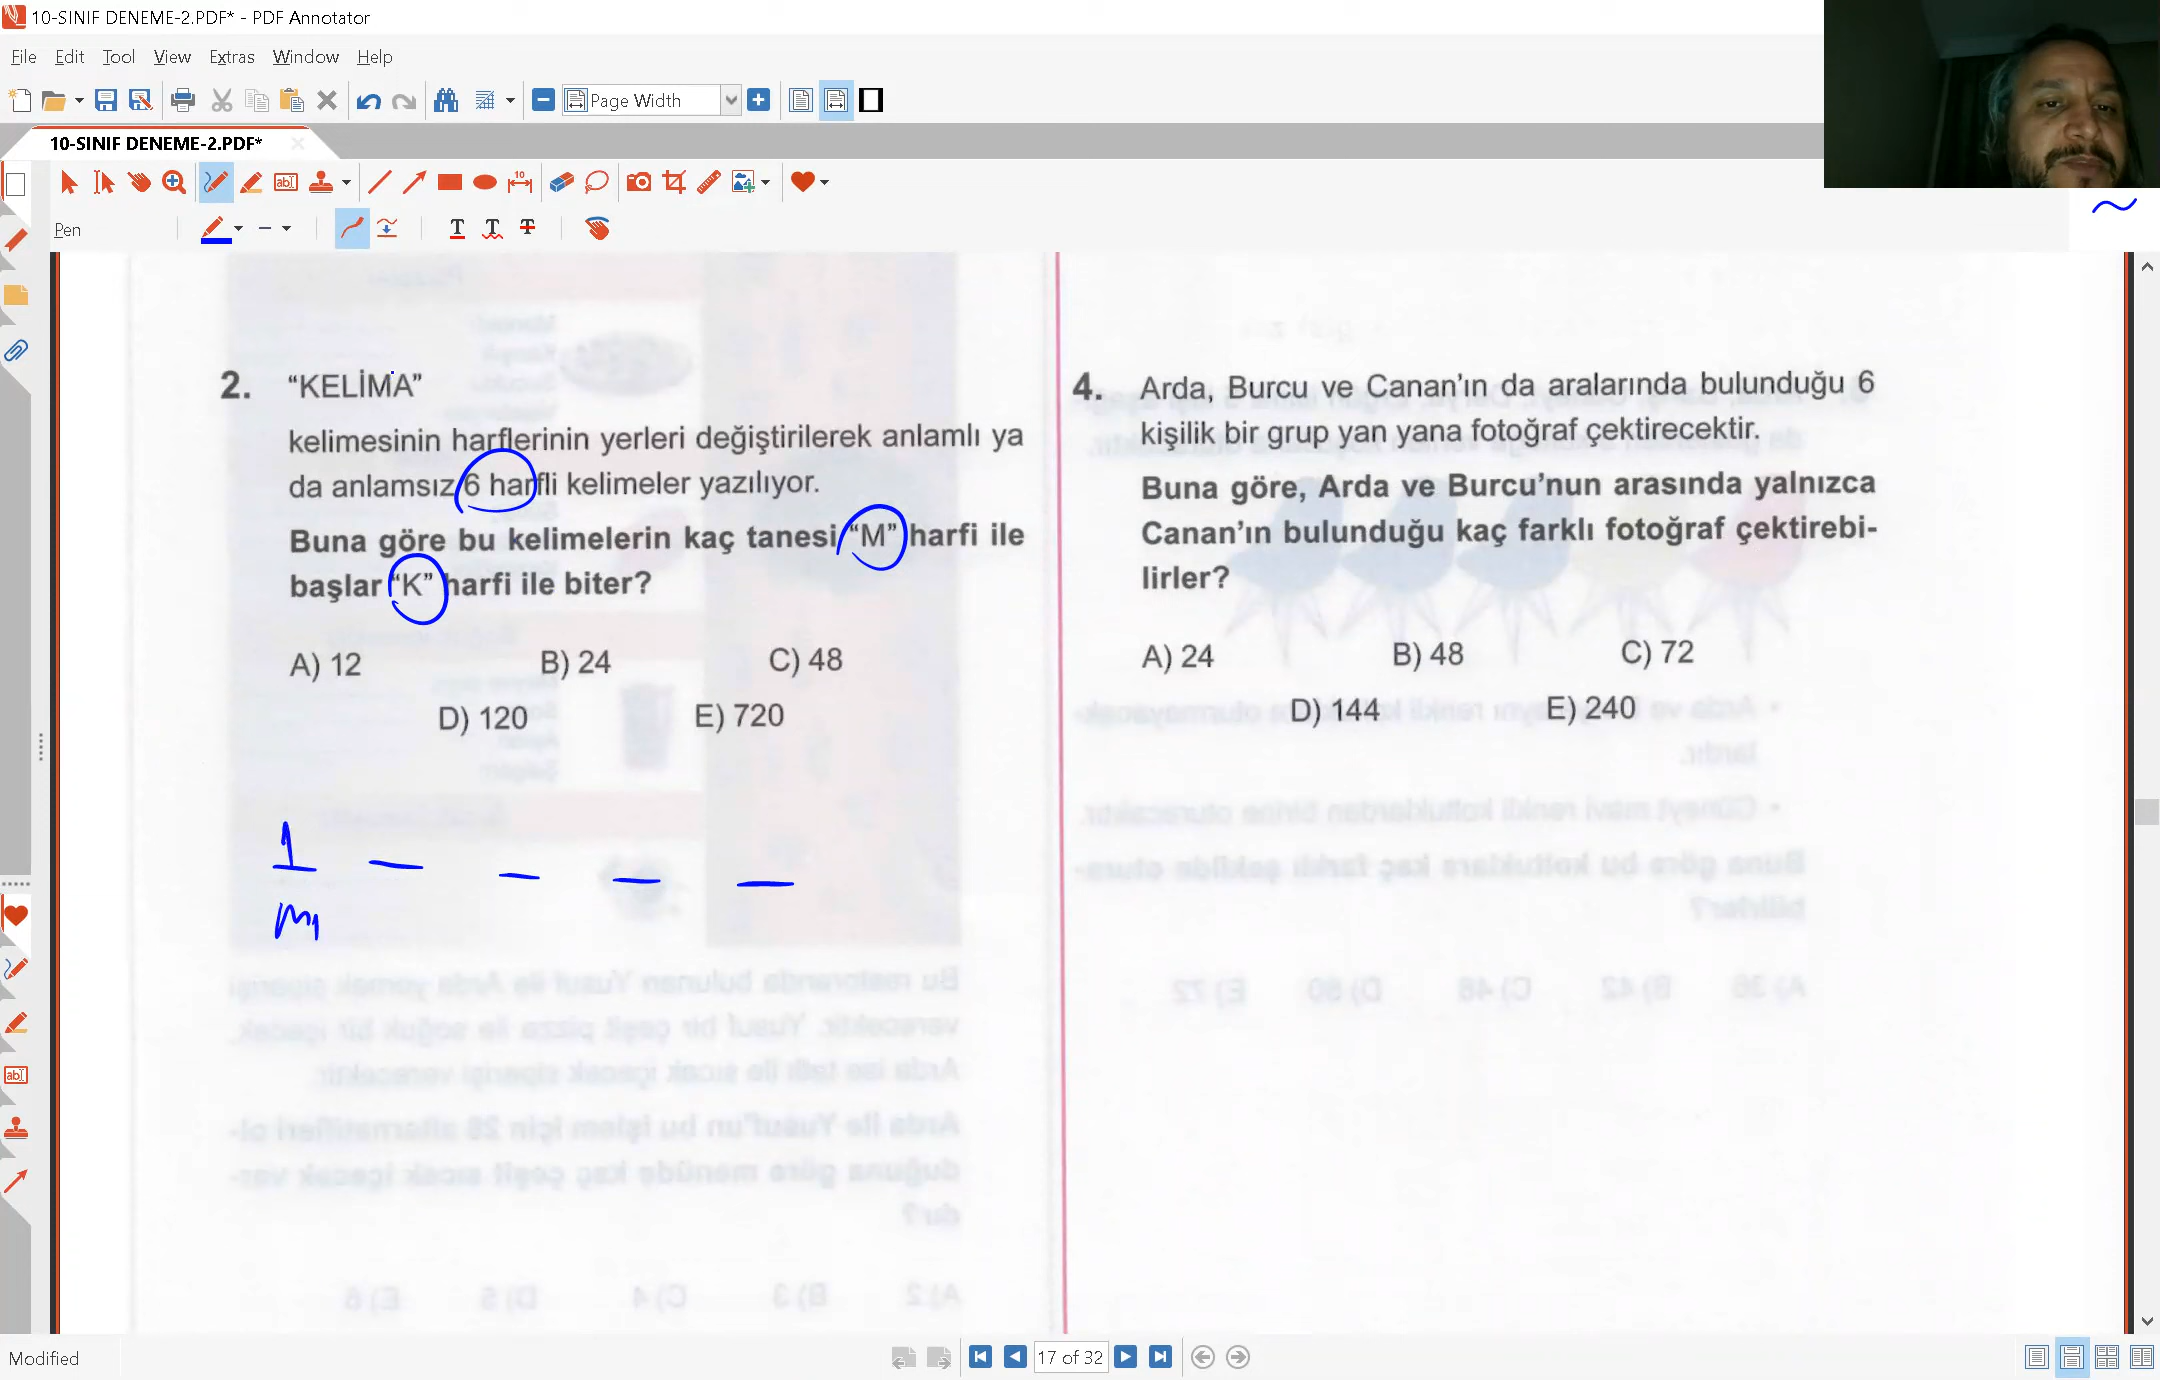 10-SINIF DENEME-2.PDF* - PDF Annotator
File Edit Tool View Extras Window Help
Page Width
10-SINIF DENEME-2.PDF*
Pen
2. "KELİMA"
kelimesinin harflerinin yerleri değiştirilerek anlamlı ya
da anlamsız 6 harfli kelimeler yazılıyor.
Buna göre bu kelimelerin kaç tanesi "M" harfi ile
başlar "K" harfi ile biter?
A) 12 B) 24 C) 48
D) 120 E) 720
1
m
4. Arda, Burcu ve Canan'ın da aralarında bulunduğu 6
kişilik bir grup yan yana fotoğraf çektirecektir.
Buna göre, Arda ve Burcu'nun arasında yalnızca
Canan'ın bulunduğu kaç farklı fotoğraf çektirebi-
lirler?
A) 24 B) 48 C) 72
D) 144 E) 240
Modified
17 of 32